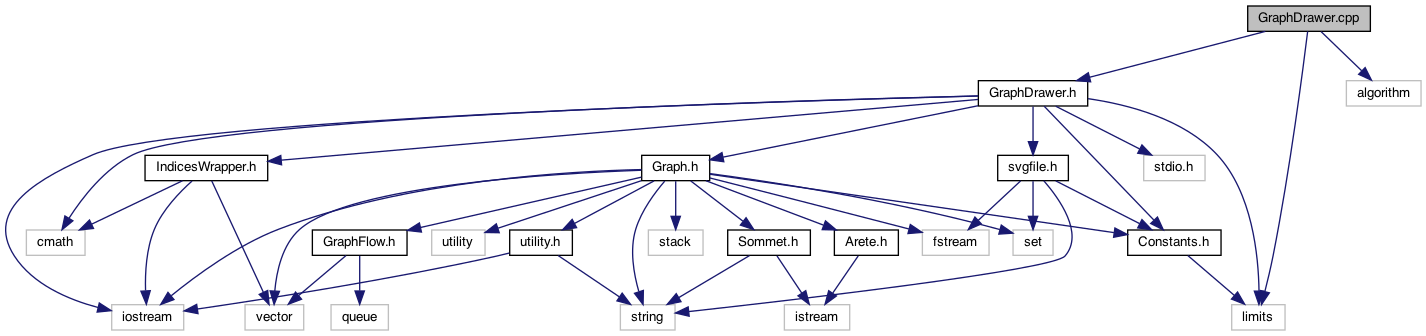 GraphDrawer.cpp
GraphDrawer.h
algorithm
IndicesWrapper.h
Graph.h
svgfile.h
stdio.h
cmath
GraphFlow.h
utility
utility.h
stack
Sommet.h
Arete.h
fstream
set
Constants.h
iostream
vector
queue
string
istream
limits